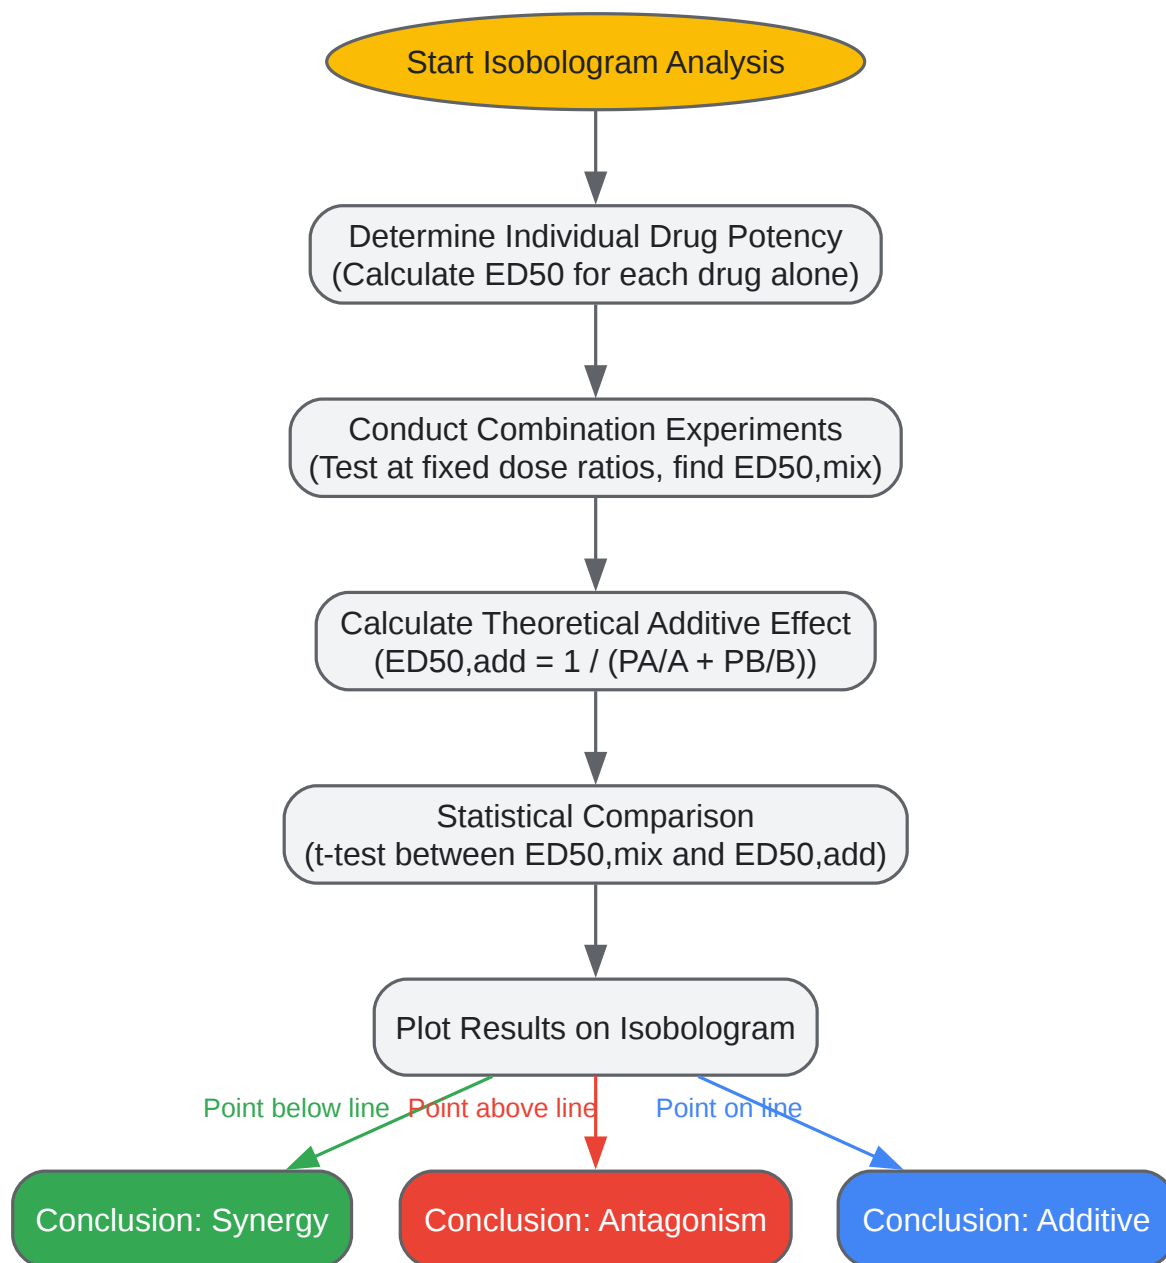 Start Isobologram Analysis
Determine Individual Drug Potency
(Calculate ED50 for each drug alone)
Conduct Combination Experiments
(Test at fixed dose ratios, find ED50,mix)
Calculate Theoretical Additive Effect
(ED50,add = 1 / (PA/A + PB/B))
Statistical Comparison
(t-test between ED50,mix and ED50,add)
Plot Results on Isobologram
Point below line
Point above line
Point on line
Conclusion: Synergy
Conclusion: Antagonism
Conclusion: Additive